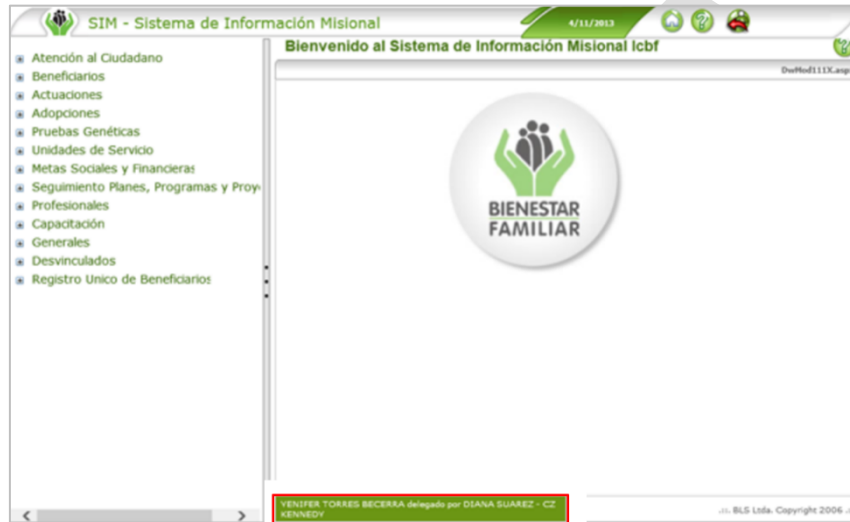 SIM - Sistema de Información Misional
4/11/2013
Bienvenido al Sistema de Información Misional Icbf
DwMod111X.asp
Atención al Ciudadano
Beneficiarios
Actuaciones
Adopciones
Pruebas Genéticas
Unidades de Servicio
Metas Sociales y Financieras
Seguimiento Planes, Programas y Proy
Profesionales
Capacitación
Generales
Desvinculados
Registro Unico de Beneficiarios
BIENESTAR
FAMILIAR
YENIFER TORRES BECERRA delegado por DIANA SUAREZ - CZ
KENNEDY
.::. BLS Ltda. Copyright 2006 .: